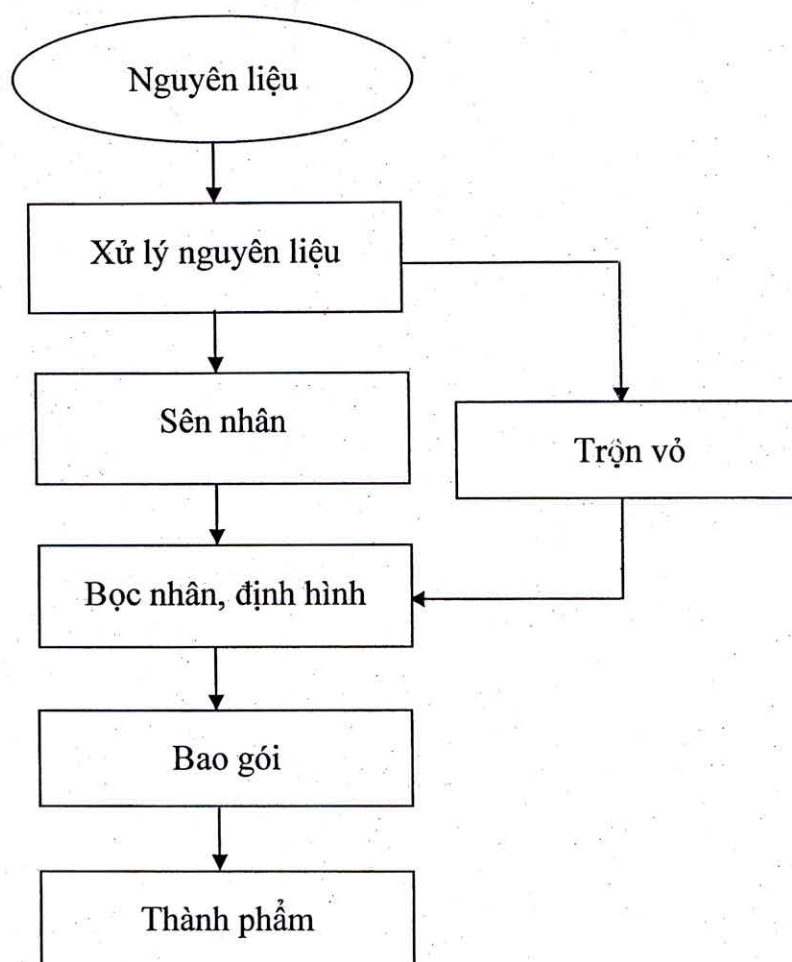 Nguyên liệu
Xử lý nguyên liệu
Sên nhân
Trộn vỏ
Bọc nhân, định hình
Bao gói
Thành phẩm